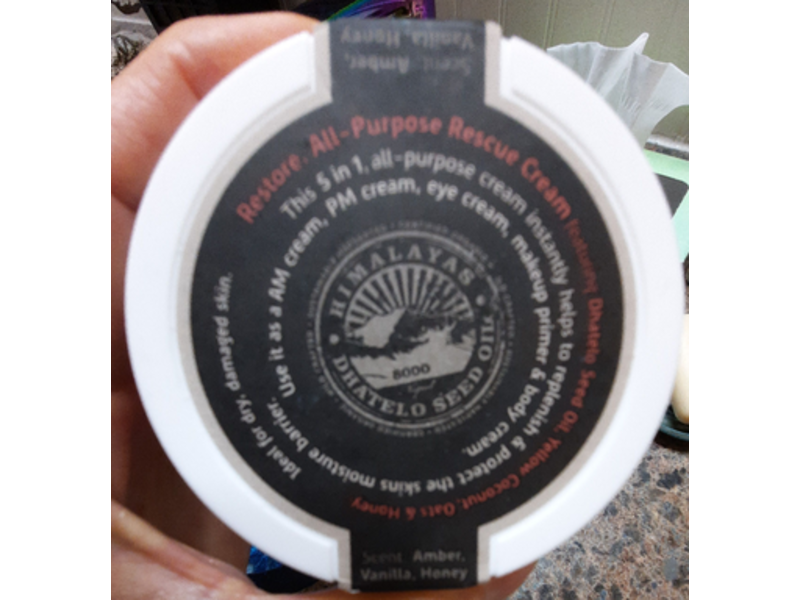 Restore. All-Purpose Rescue Cream featuring Dhatelo Seed Oil, Yellow Coconut, Oats & Honey
This 5 in 1, all-purpose cream instantly helps to replenish & protect the skins moisture barrier. Ideal for dry, damaged skin.
Use it as a AM cream, PM cream, eye cream, makeup primer & body cream.
HIMALAYAS
8000
DHATELO SEED OIL
Scent Amber,
Vanilla, Honey
Scent Amber,
Vanilla, Honey